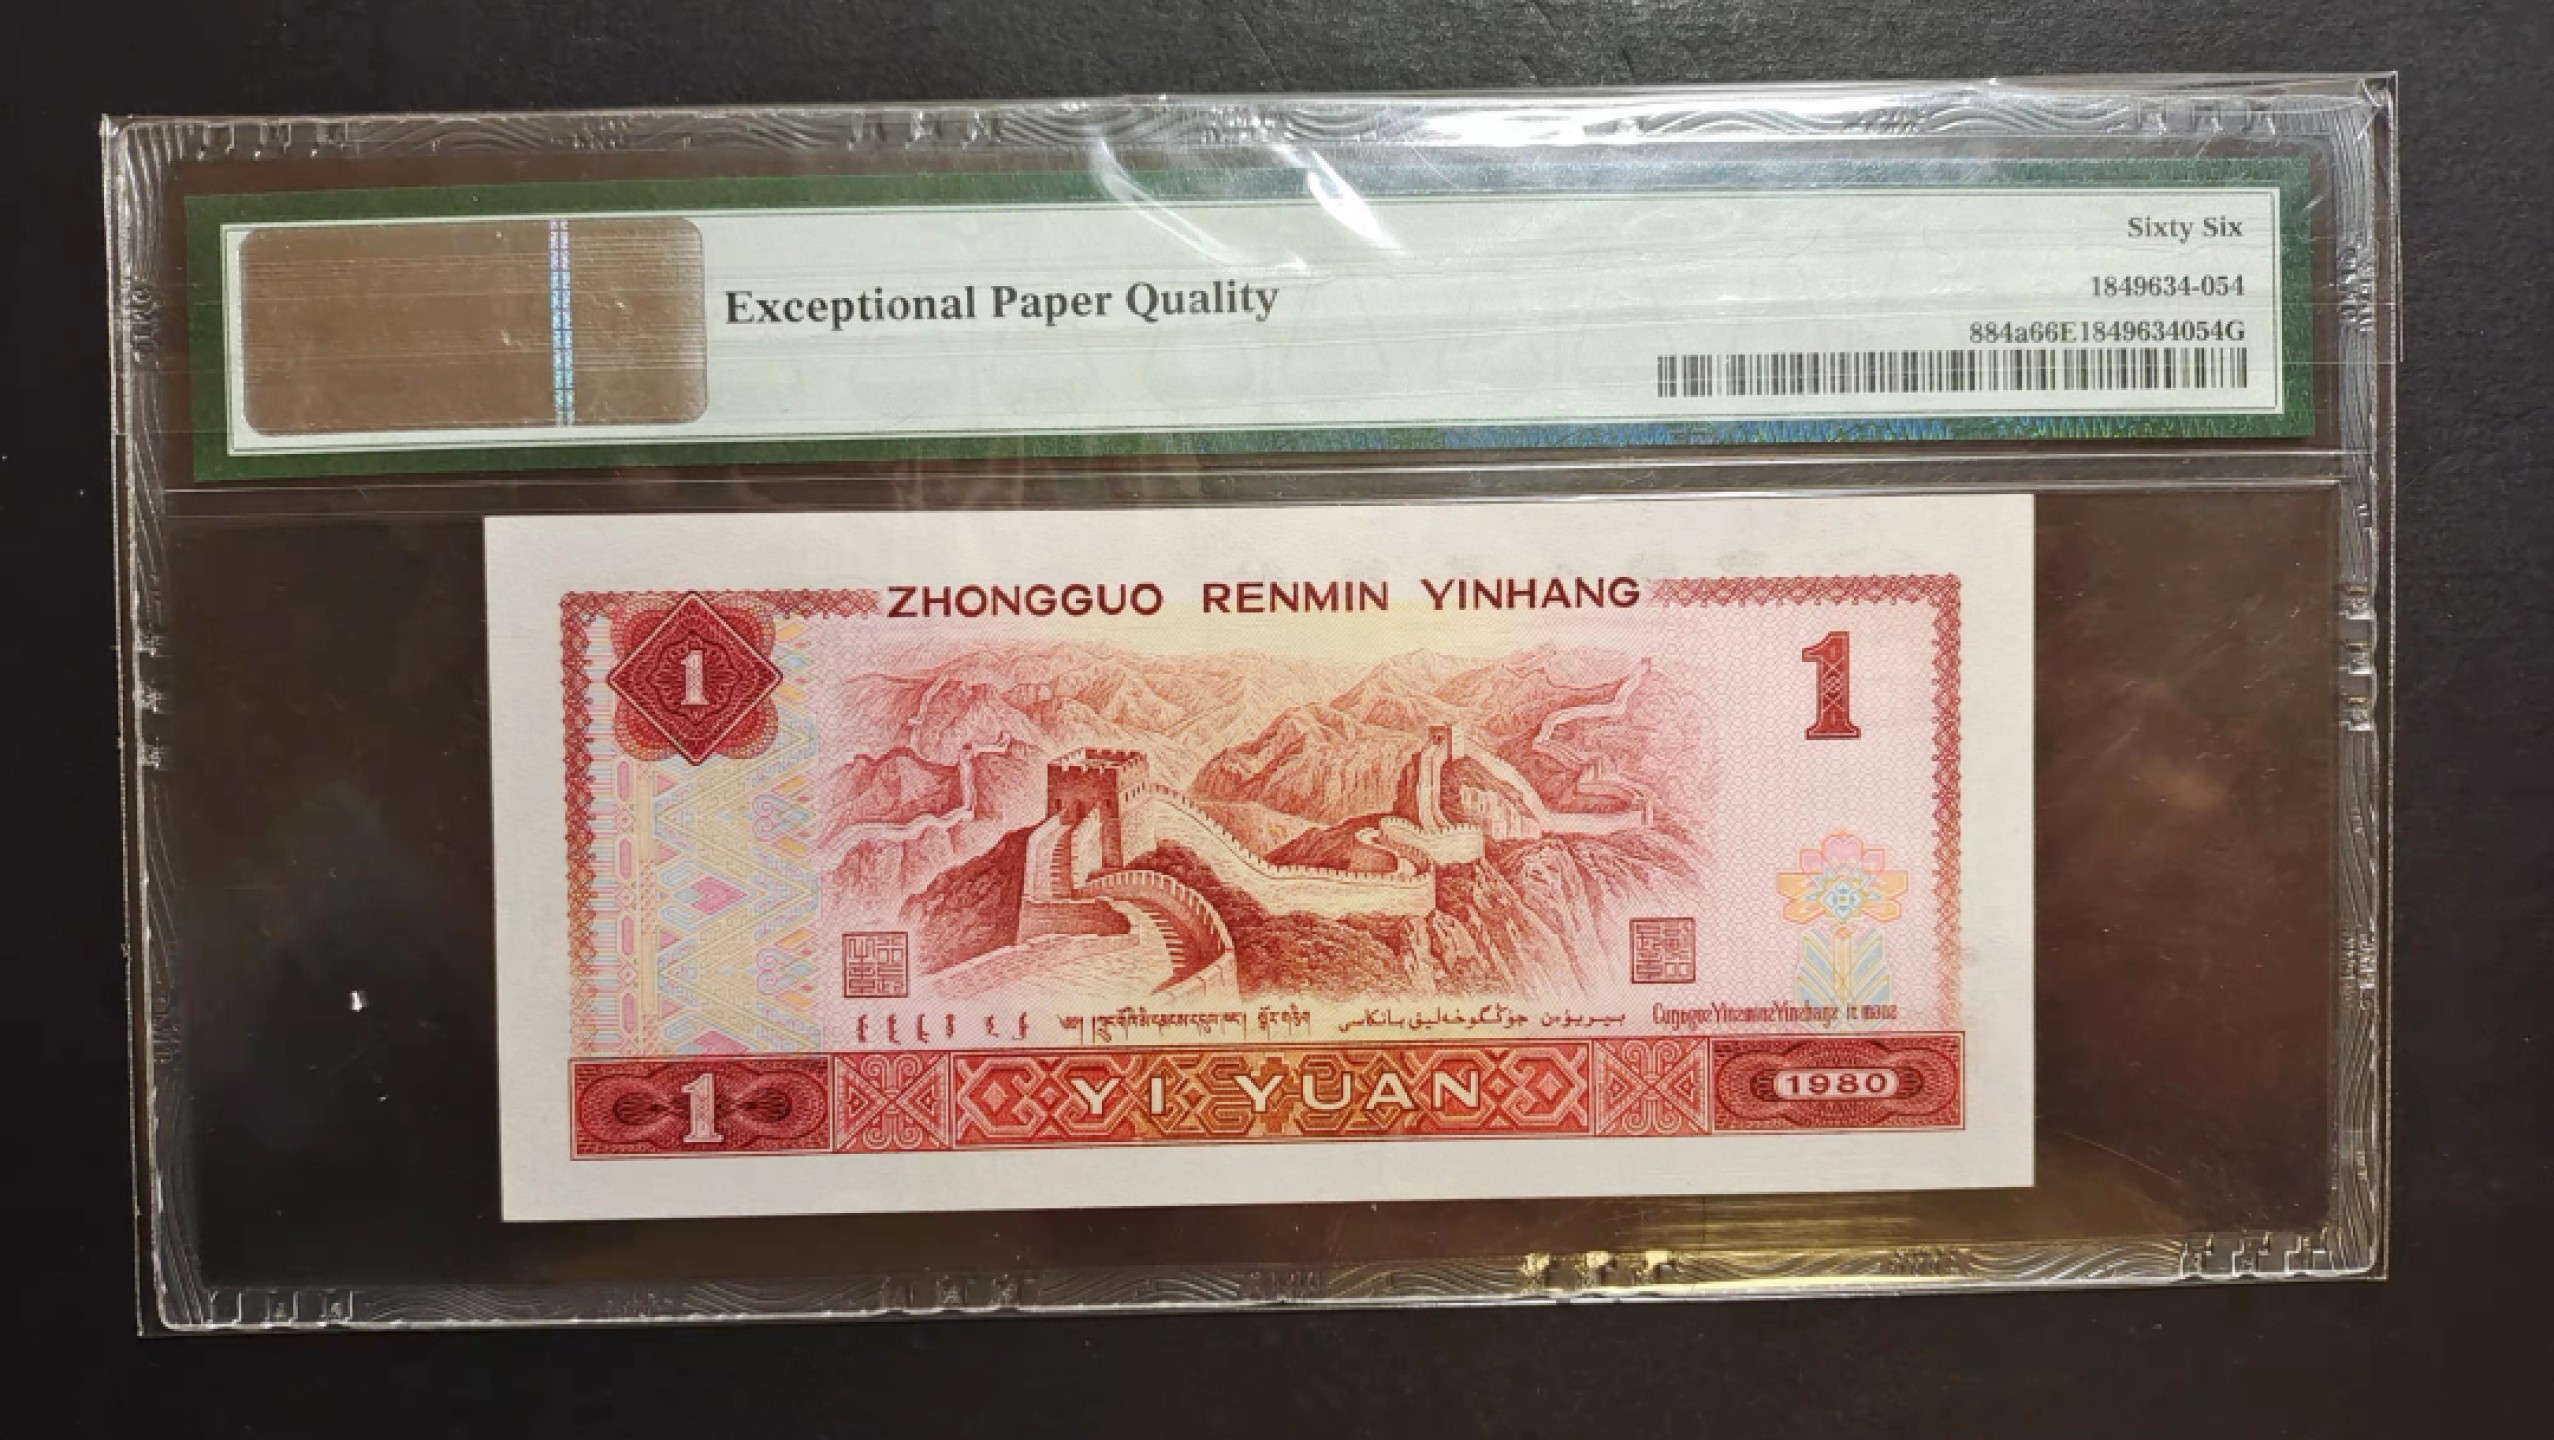 Sixty Six
Exceptional Paper Quality
1849634-054
884a66E1849634054G
ZHONGGUO RENMIN YINHANG
1
1
YI YUAN
1
1980